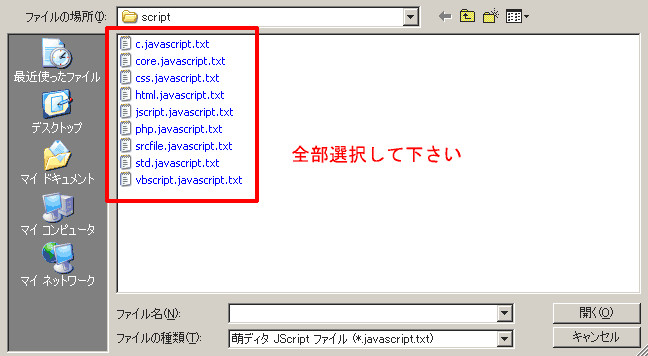 ファイルの場所(I):
script
最近使ったファイル
デスクトップ
マイ ドキュメント
マイ コンピュータ
マイ ネットワーク
c.javascript.txt
core.javascript.txt
css.javascript.txt
html.javascript.txt
jscript.javascript.txt
php.javascript.txt
srcfile.javascript.txt
std.javascript.txt
vbscript.javascript.txt
全部選択して下さい
ファイル名(N):
開く(O)
ファイルの種類(T):
萌ディタ JScript ファイル (*.javascript.txt)
キャンセル